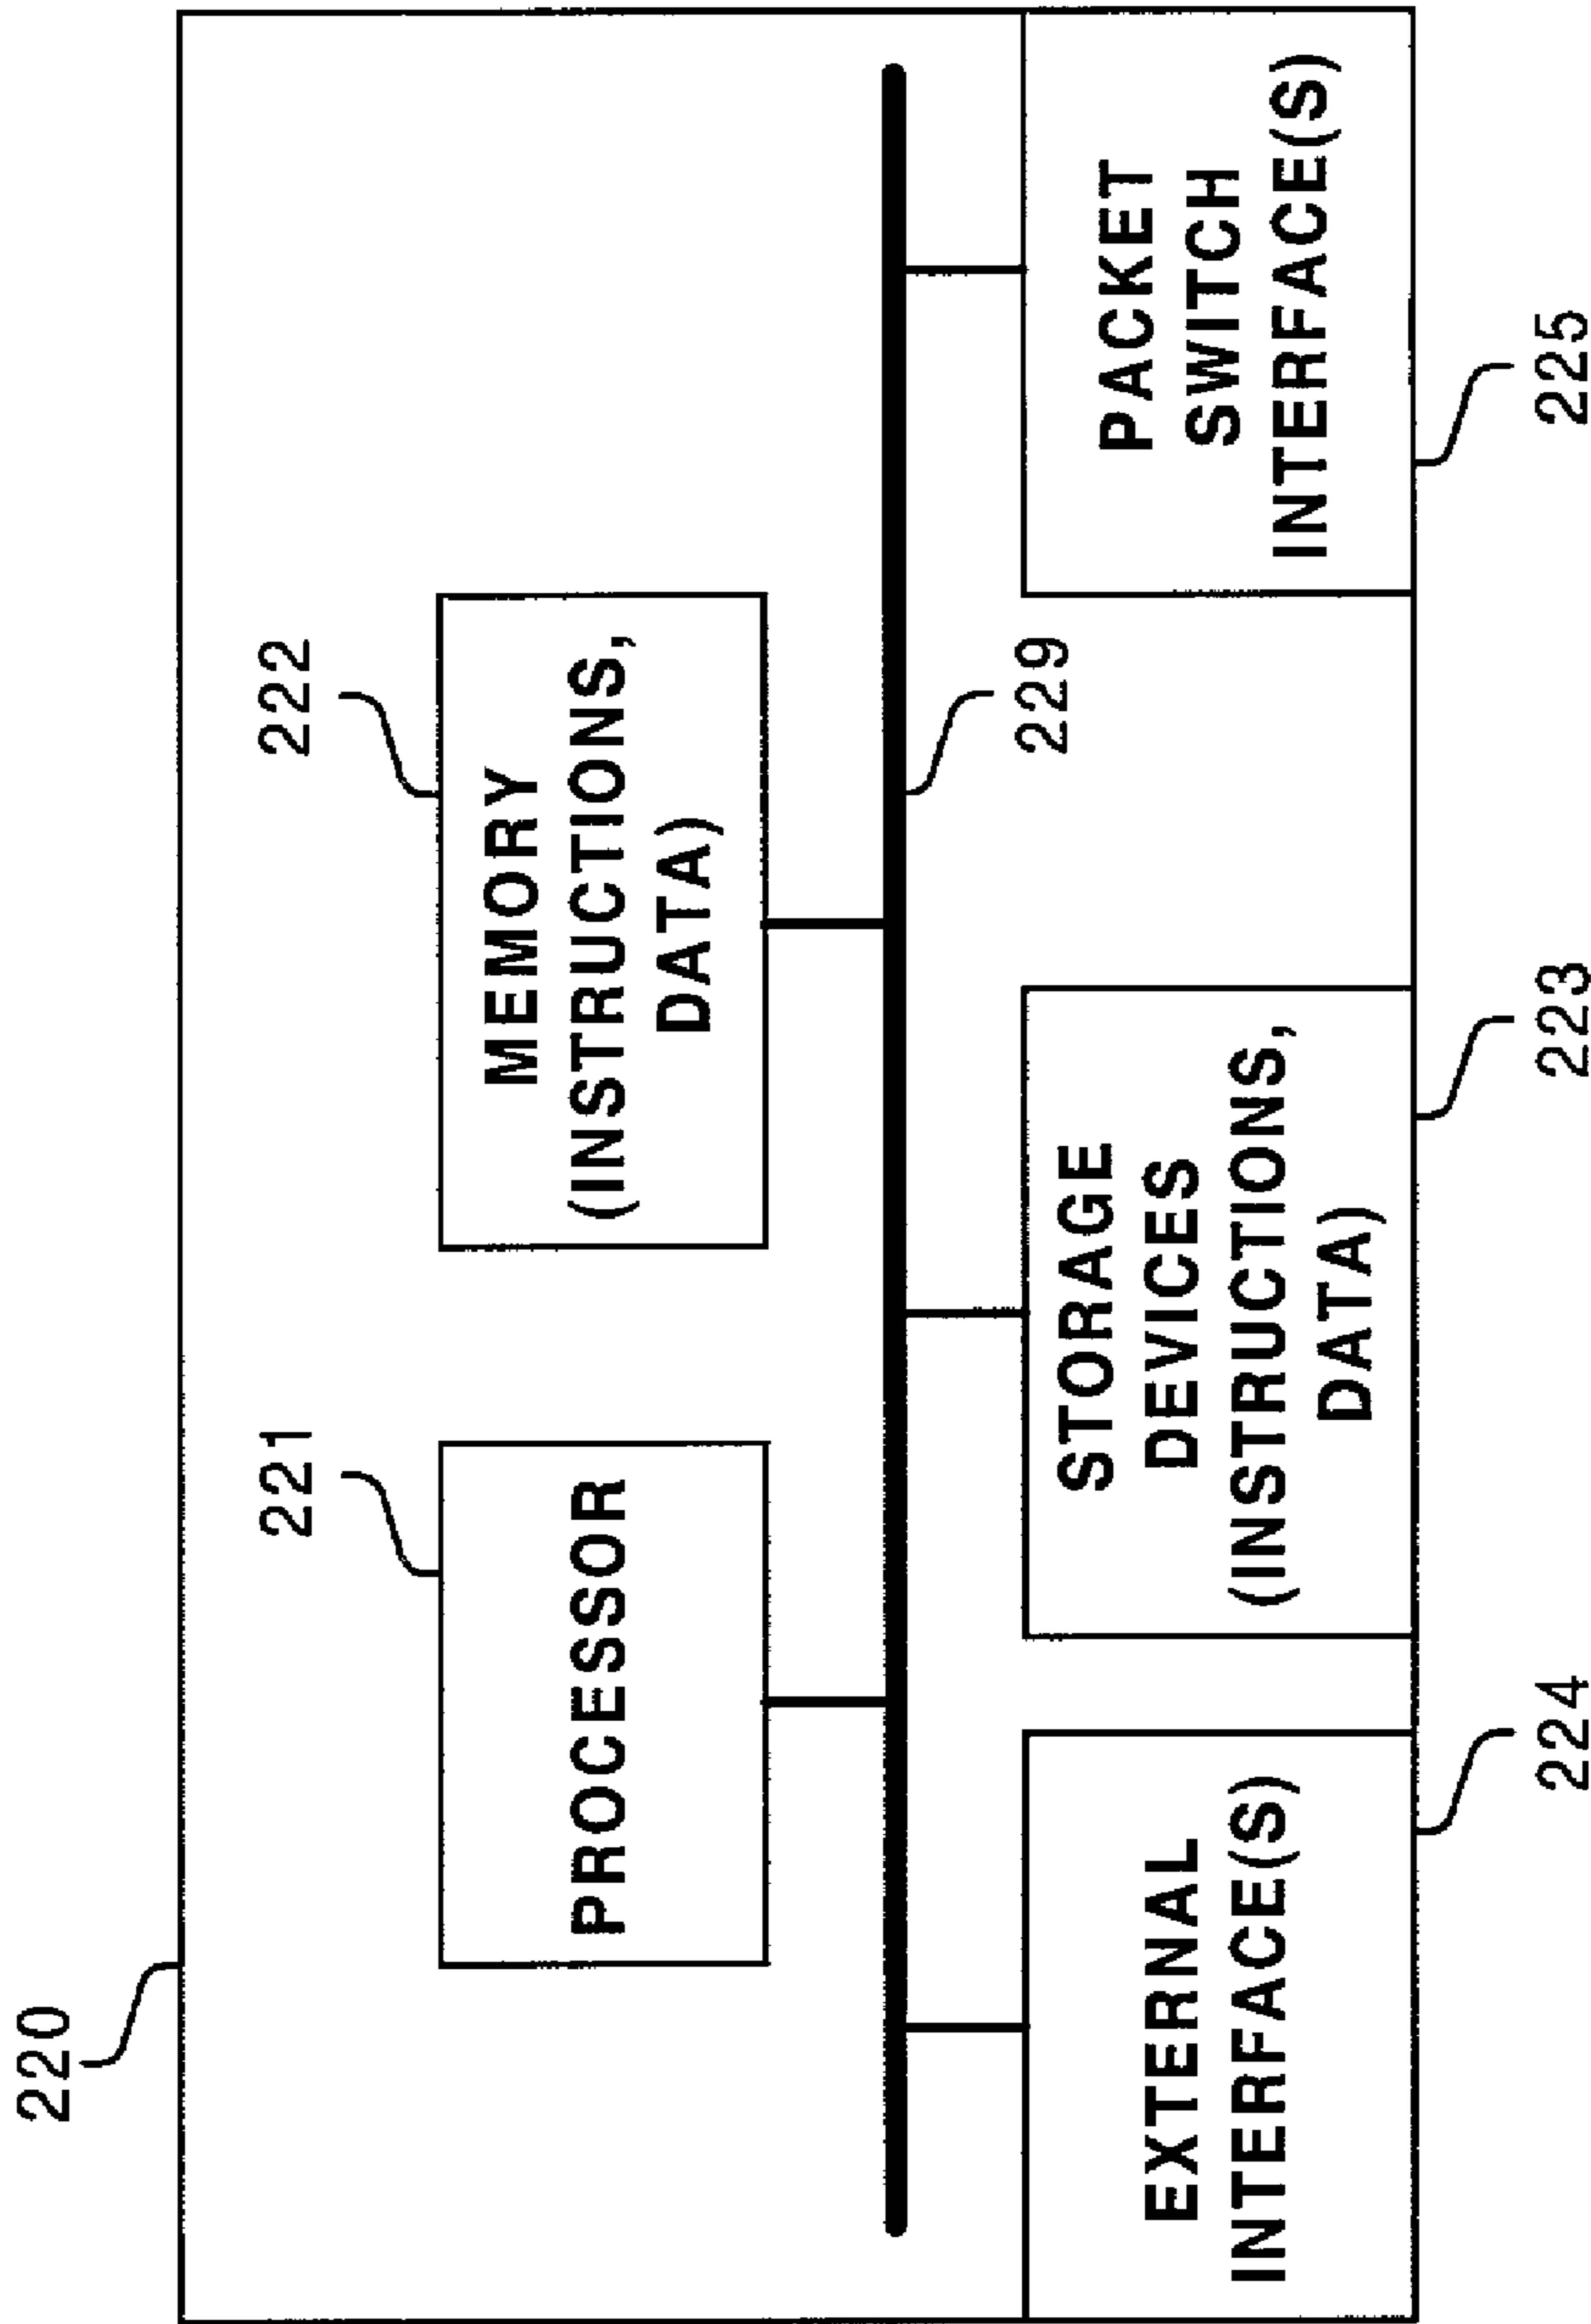 220
221
222
PROCESSOR
MEMORY
(INSTRUCTIONS,
DATA)
229
EXTERNAL
INTERFACE(S)
STORAGE
DEVICES
(INSTRUCTIONS,
DATA)
PACKET
SWITCH
INTERFACE(S)
224
223
225